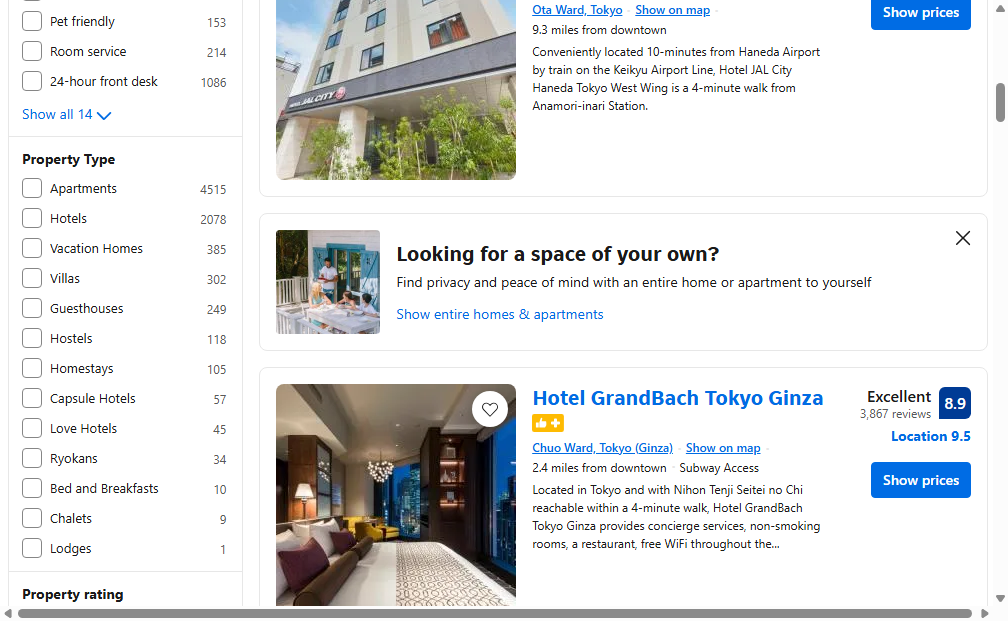 Pet friendly 153
Room service 214
24-hour front desk 1086
Show all 14
Property Type
Apartments 4515
Hotels 2078
Vacation Homes 385
Villas 302
Guesthouses 249
Hostels 118
Homestays 105
Capsule Hotels 57
Love Hotels 45
Ryokans 34
Bed and Breakfasts 10
Chalets 9
Lodges 1
Property rating
HOTEL JAL CITY
Ota Ward, Tokyo · Show on map ·
9.3 miles from downtown
Conveniently located 10-minutes from Haneda Airport
by train on the Keikyu Airport Line, Hotel JAL City
Haneda Tokyo West Wing is a 4-minute walk from
Anamori-inari Station.
Show prices
Looking for a space of your own?
Find privacy and peace of mind with an entire home or apartment to yourself
Show entire homes & apartments
Hotel GrandBach Tokyo Ginza
Chuo Ward, Tokyo (Ginza) · Show on map ·
2.4 miles from downtown · Subway Access
Located in Tokyo and with Nihon Tenji Seitei no Chi
reachable within a 4-minute walk, Hotel GrandBach
Tokyo Ginza provides concierge services, non-smoking
rooms, a restaurant, free WiFi throughout the...
Excellent 8.9
3,867 reviews
Location 9.5
Show prices